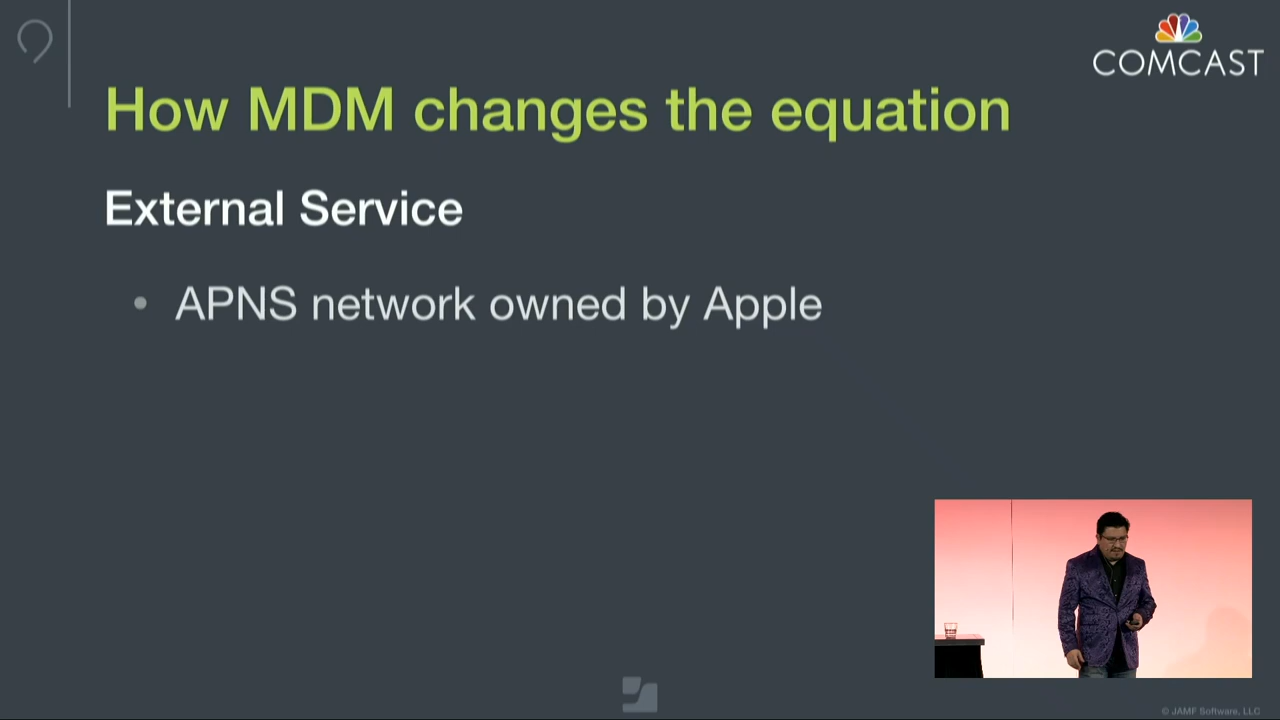 COMCAST
How MDM changes the equation
External Service
• APNS network owned by Apple
© JAMF Software, LLC